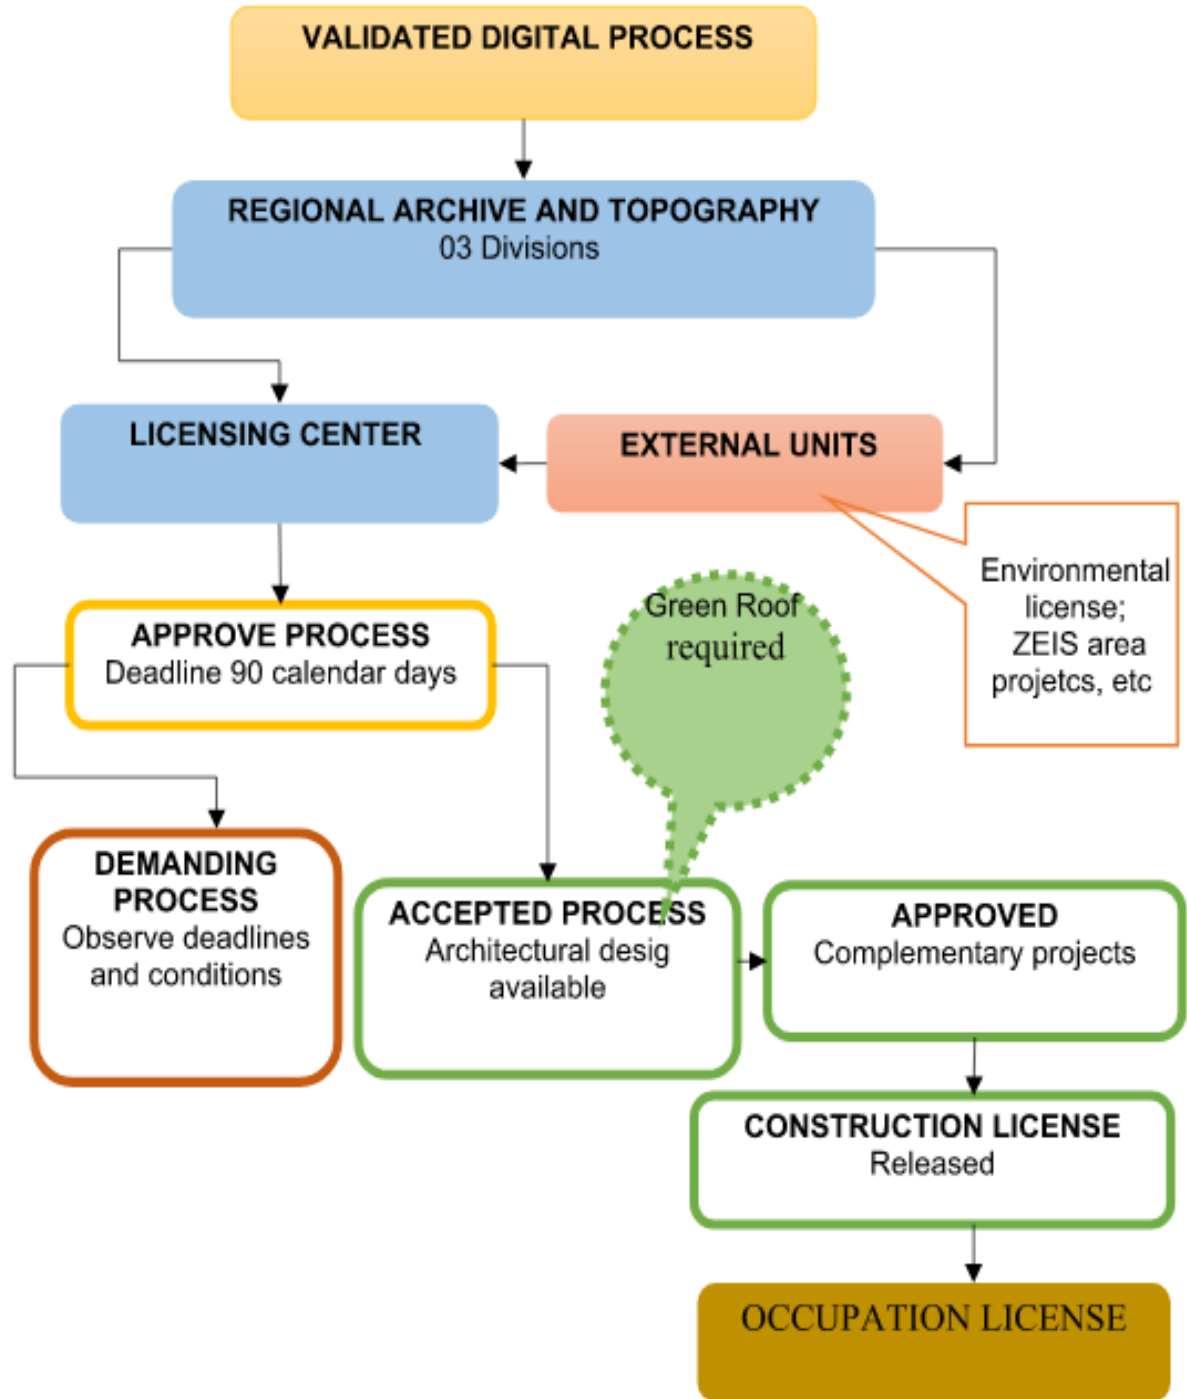 VALIDATED DIGITAL PROCESS
REGIONAL ARCHIVE AND TOPOGRAPHY
03 Divisions
LICENSING CENTER
EXTERNAL UNITS
Environmental
license;
ZEIS area
projetcs, etc
Green Roof
required
APPROVE PROCESS
Deadline 90 calendar days
DEMANDING
PROCESS
Observe deadlines
and conditions
ACCEPTED PROCESS
Architectural desig
available
APPROVED
Complementary projects
CONSTRUCTION LICENSE
Released
OCCUPATION LICENSE